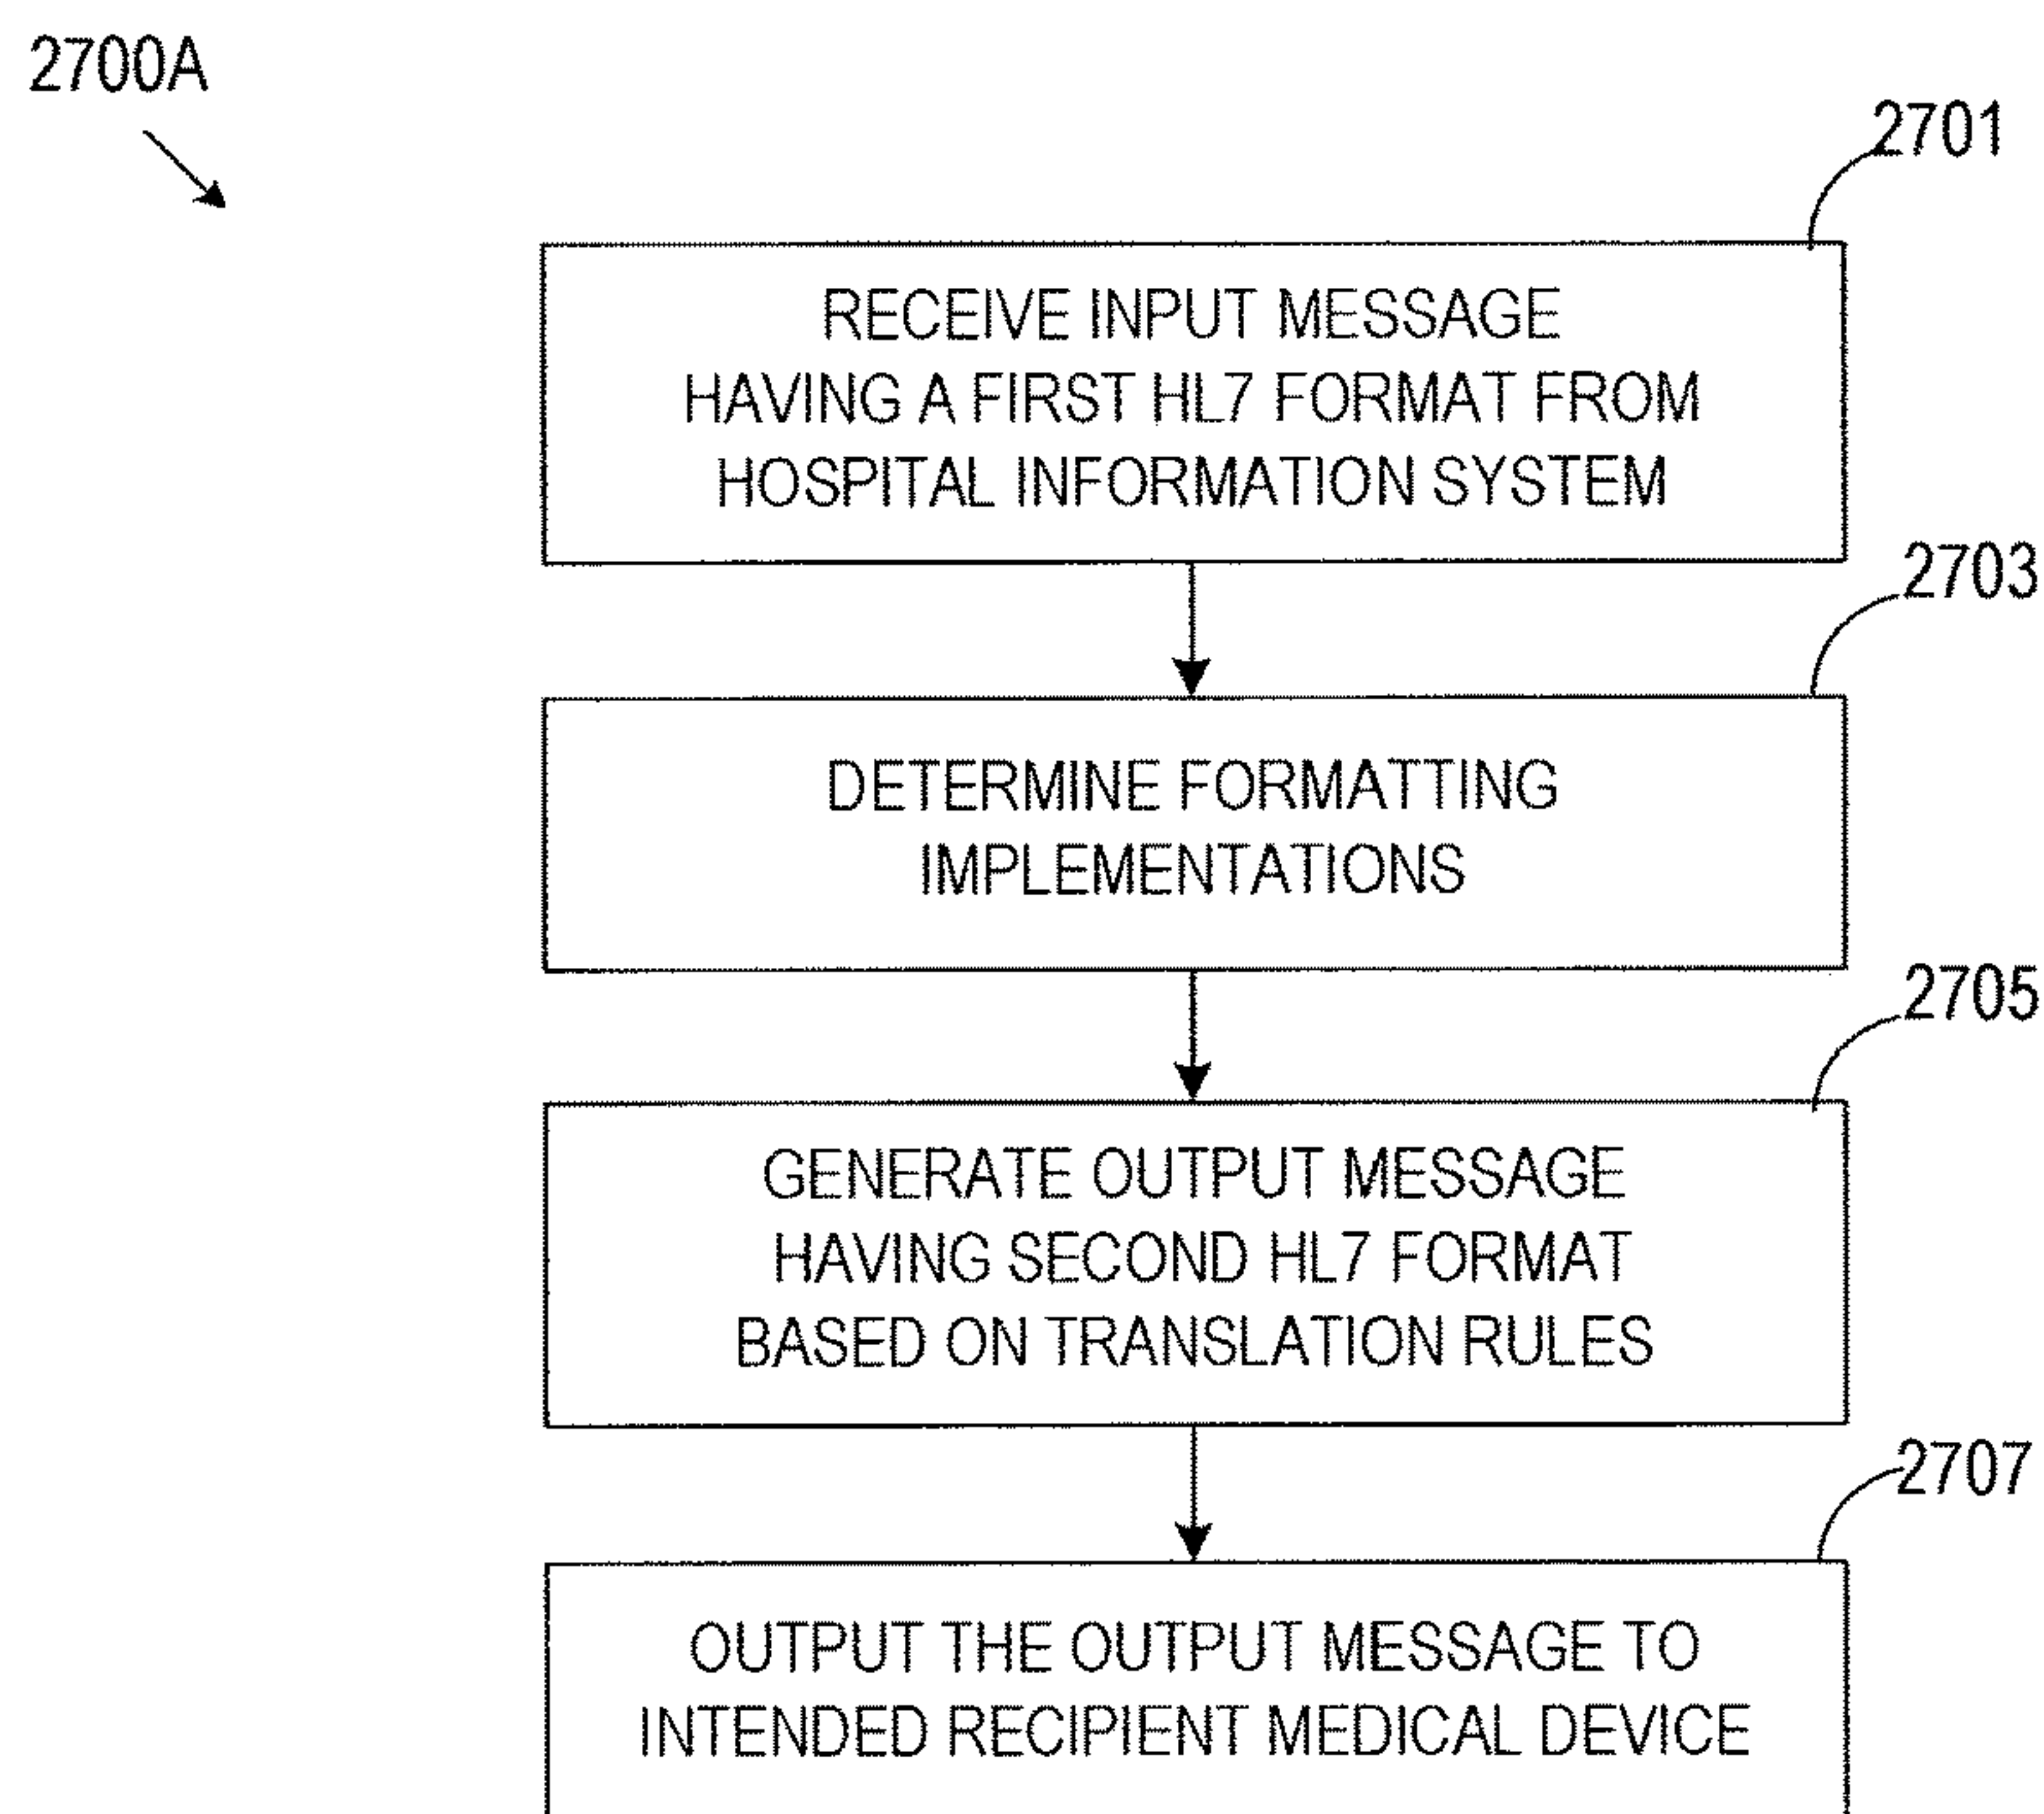 2700A
2701
RECEIVE INPUT MESSAGE
HAVING A FIRST HL7 FORMAT FROM
HOSPITAL INFORMATION SYSTEM
2703
DETERMINE FORMATTING
IMPLEMENTATIONS
2705
GENERATE OUTPUT MESSAGE
HAVING SECOND HL7 FORMAT
BASED ON TRANSLATION RULES
2707
OUTPUT THE OUTPUT MESSAGE TO
INTENDED RECIPIENT MEDICAL DEVICE